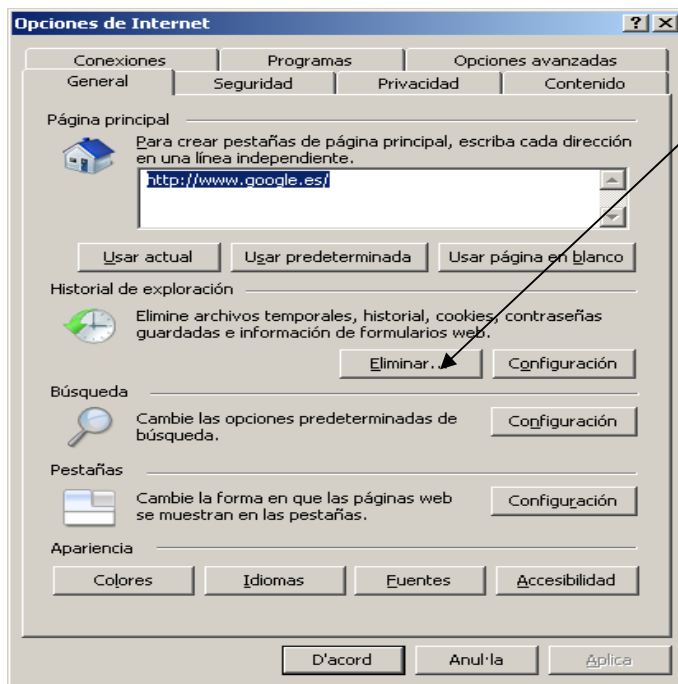 Opciones de Internet
Conexiones Programas Opciones avanzadas
General Seguridad Privacidad Contenido
Página principal
Para crear pestañas de página principal, escriba cada dirección
en una línea independiente.
http://www.google.es/
Usar actual Usar predeterminada Usar página en blanco
Historial de exploración
Elimine archivos temporales, historial, cookies, contraseñas
guardadas e información de formularios web.
Eliminar... Configuración
Búsqueda
Cambie las opciones predeterminadas de
búsqueda.
Configuración
Pestañas
Cambie la forma en que las páginas web
se muestran en las pestañas.
Configuración
Apariencia
Colores Idiomas Fuentes Accesibilidad
D'acord Anul·la Aplica